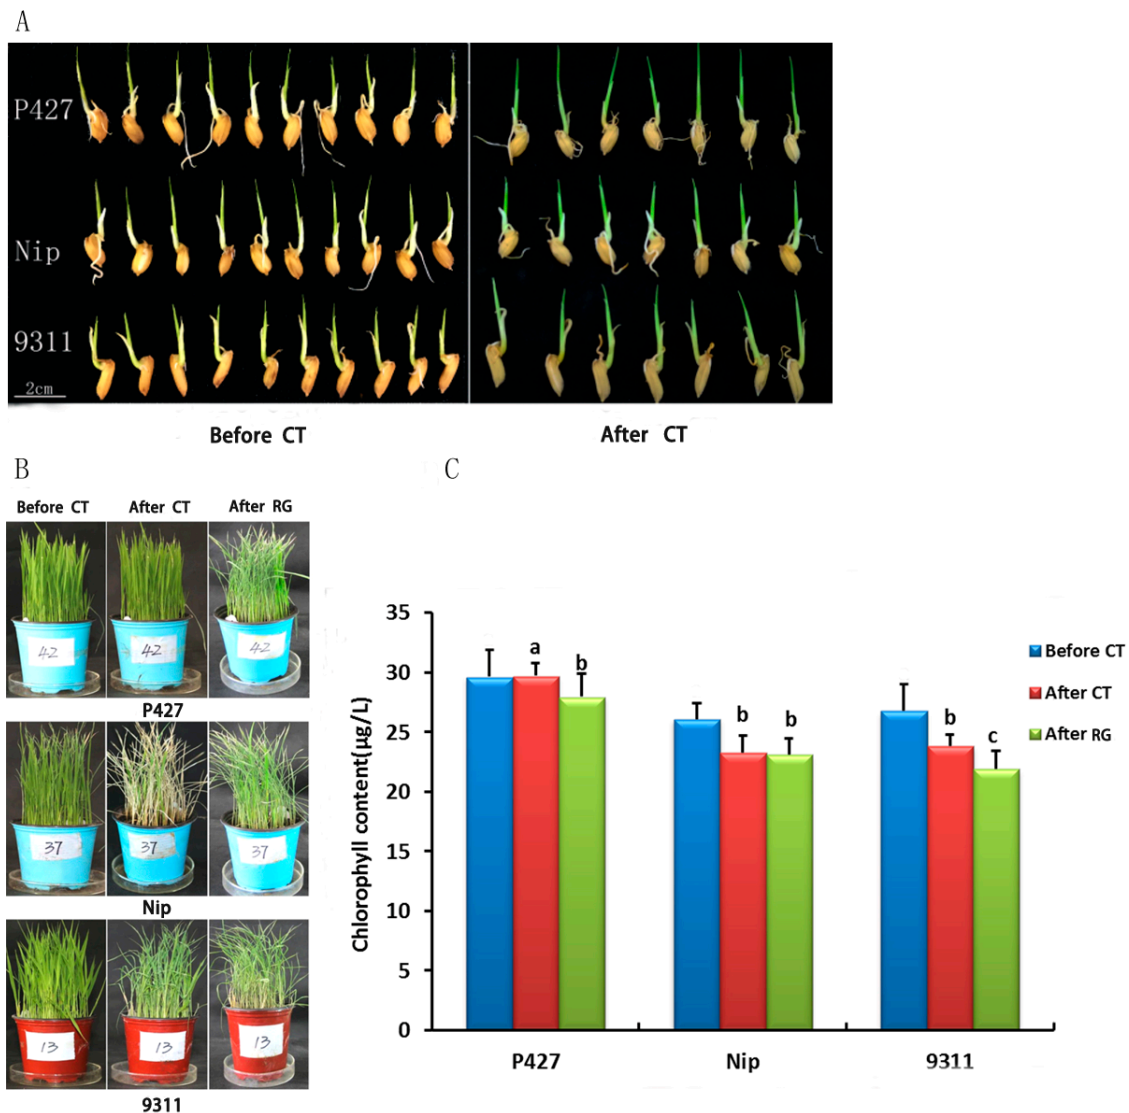 A
P427
Nip
9311
2cm
Before CT
After CT
B
C
Before CT
After CT
After RG
42
42
42
P427
37
37
37
Nip
13
13
13
9311
Chlorophyll content(μg/L)
35
30
25
20
15
10
5
0
a
b
b
b
b
c
P427
Nip
9311
Before CT
After CT
After RG